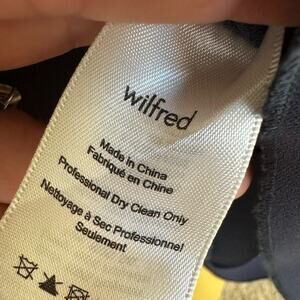 wilfred
Made in China
Fabriqué en Chine
Professional Dry Clean Only
Nettoyage à Sec Professionnel
Seulement